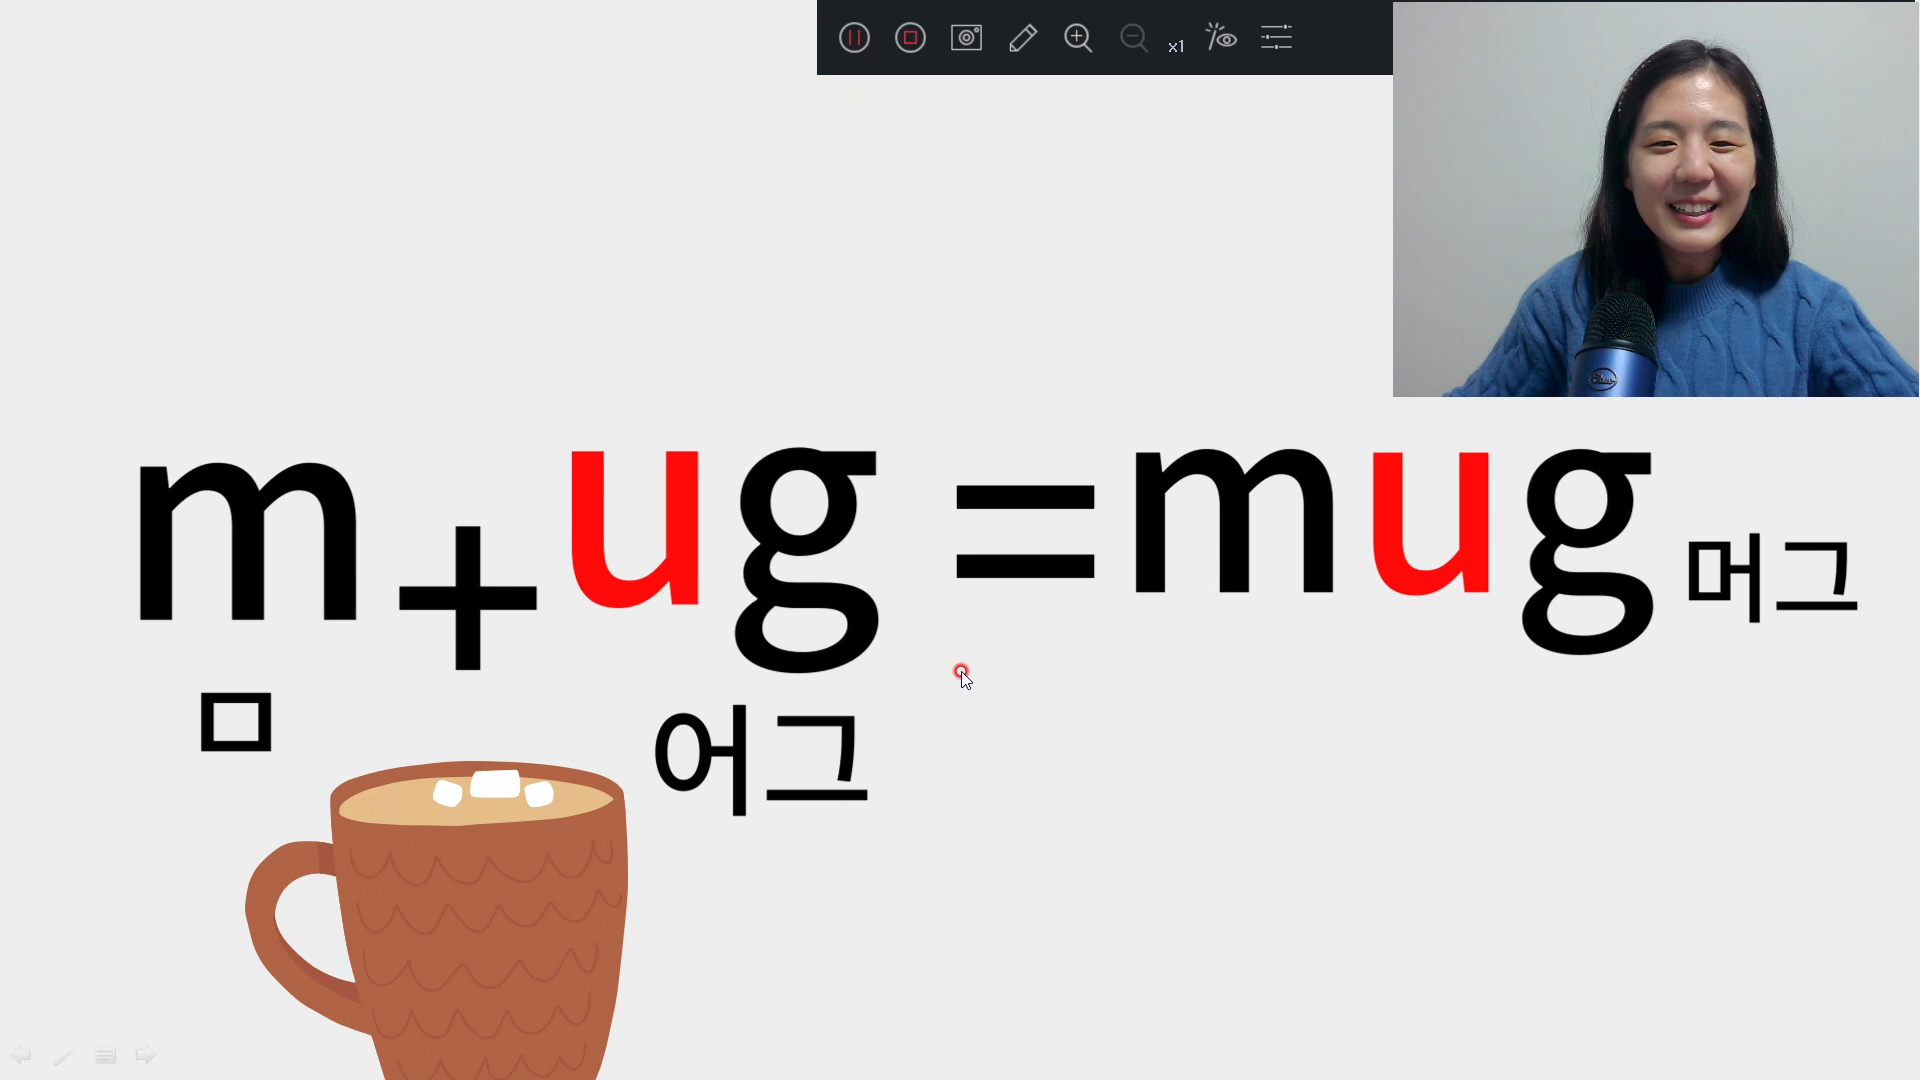 x1
m + ug = mug 머그
ㅁ 어그